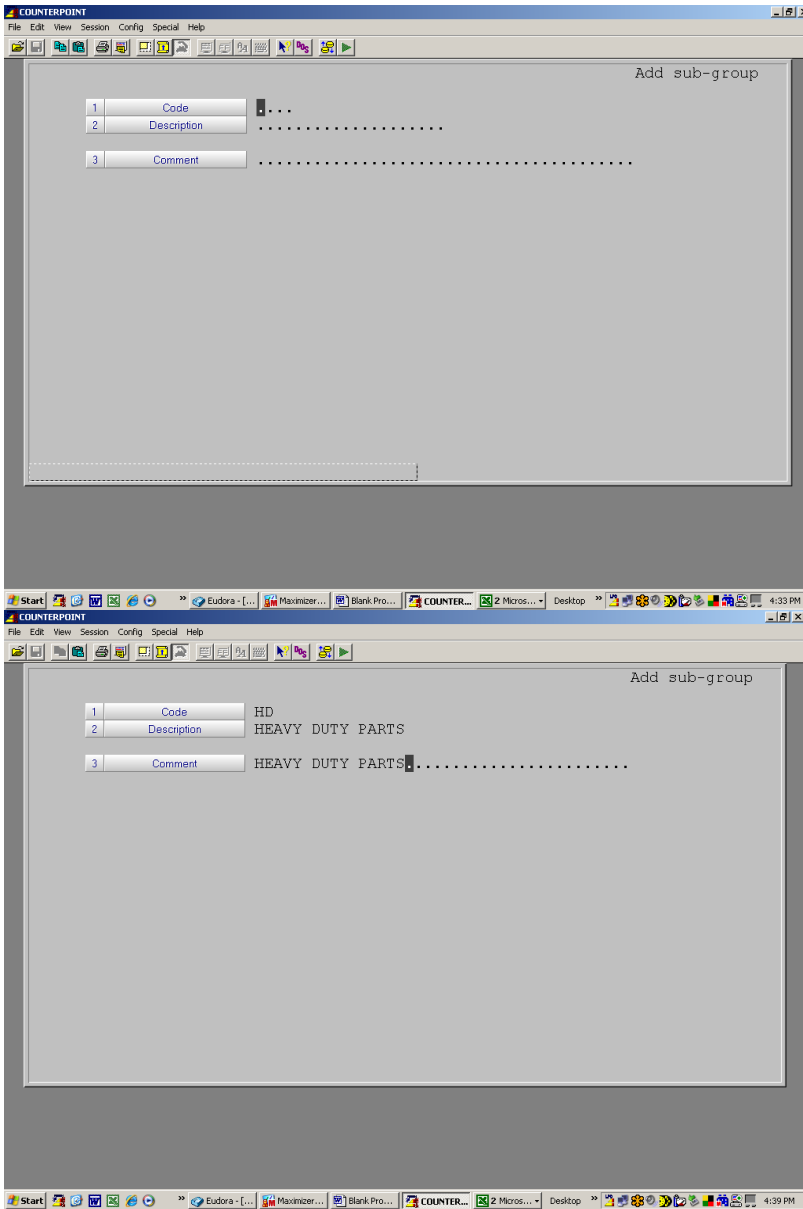 COUNTERPOINT
File Edit View Session Config Special Help
DOS
Add sub-group
1 Code ....
2 Description ....................
3 Comment ........................................
Start » Eudora - [... Maximizer... Blank Pro... COUNTER... 2 Micros... Desktop » 4:33 PM
COUNTERPOINT
File Edit View Session Config Special Help
DOS
Add sub-group
1 Code HD
2 Description HEAVY DUTY PARTS
3 Comment HEAVY DUTY PARTS........................
Start » Eudora - [... Maximizer... Blank Pro... COUNTER... 2 Micros... Desktop » 4:39 PM